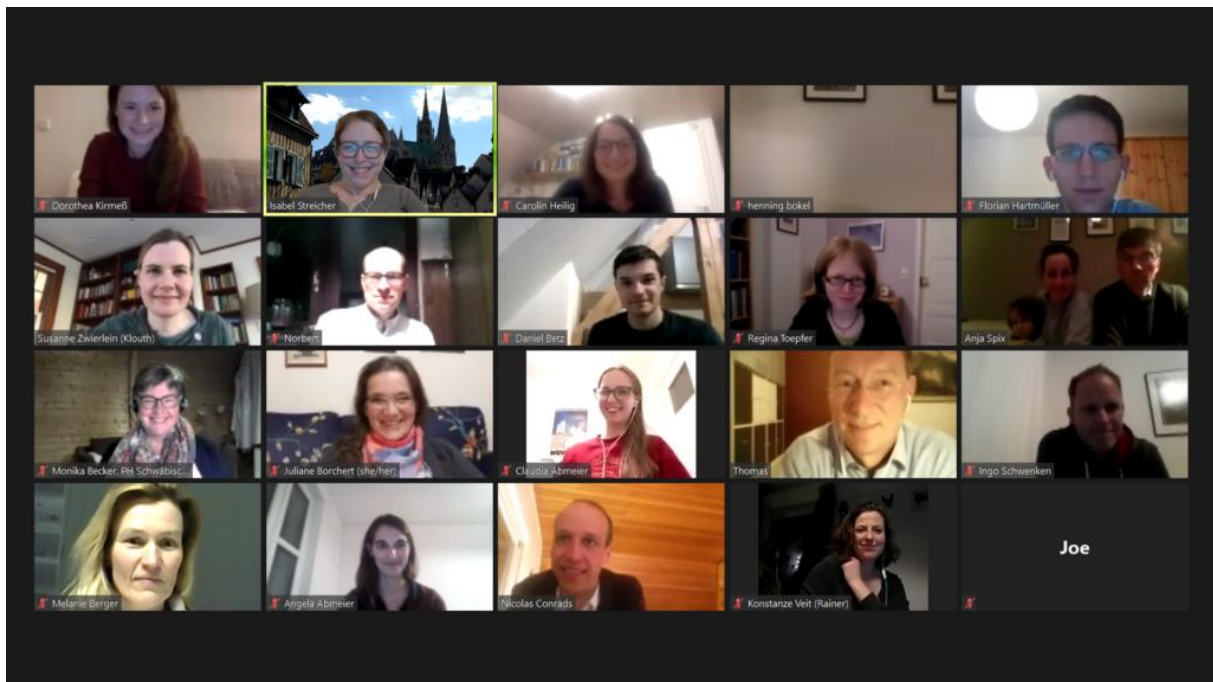 Dorothea Kirmeß
Isabel Streicher
Carolin Heilig
henning bokel
Florian Hartmüller
Susanne Zwierlein (Klouth)
Norbert
Daniel Betz
Regina Toepfer
Anja Spix
Monika Becker, PH Schwäbisc...
Juliane Borchert (she/her)
Claudia Abmeier
Thomas
Ingo Schwenken
Melanie Berger
Angela Abmeier
Nicolas Conrads
Konstanze Veit (Rainer)
Joe